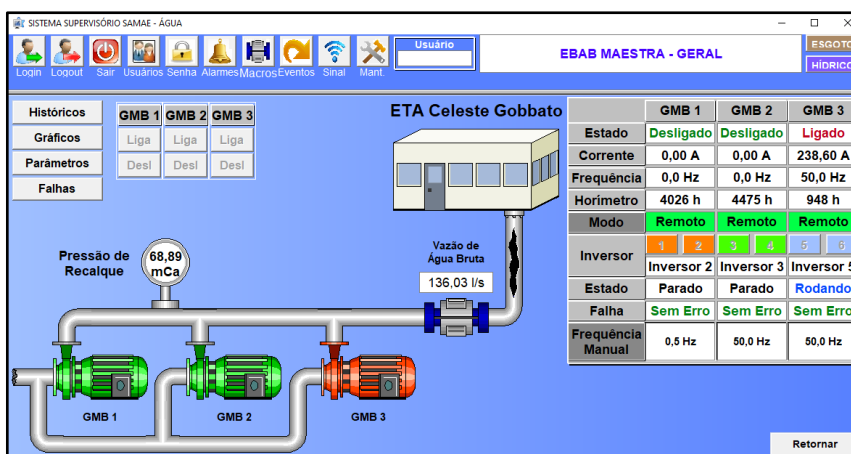 SISTEMA SUPERVISÓRIO SAMAE - ÁGUA
Login Logout Sair Usuários Senha Alarmes Macros Eventos Sinal Mant.
Usuário
EBAB MAESTRA - GERAL
ESGOTO
HÍDRICO
Históricos
Gráficos
Parâmetros
Falhas
GMB 1 GMB 2 GMB 3
Liga Liga Liga
Desl Desl Desl
ETA Celeste Gobbato
GMB 1 GMB 2 GMB 3
Estado Desligado Desligado Ligado
Corrente 0,00 A 0,00 A 238,60 A
Frequência 0,0 Hz 0,0 Hz 50,0 Hz
Horímetro 4026 h 4475 h 948 h
Modo Remoto Remoto Remoto
Inversor 1 2 3 4 5 6
Inversor 2 Inversor 3 Inversor 5
Estado Parado Parado Rodando
Falha Sem Erro Sem Erro Sem Erro
Frequência
Manual 0,5 Hz 50,0 Hz 50,0 Hz
Pressão de
Recalque
68,89
mCa
Vazão de
Água Bruta
136,03 l/s
GMB 1
GMB 2
GMB 3
Retornar